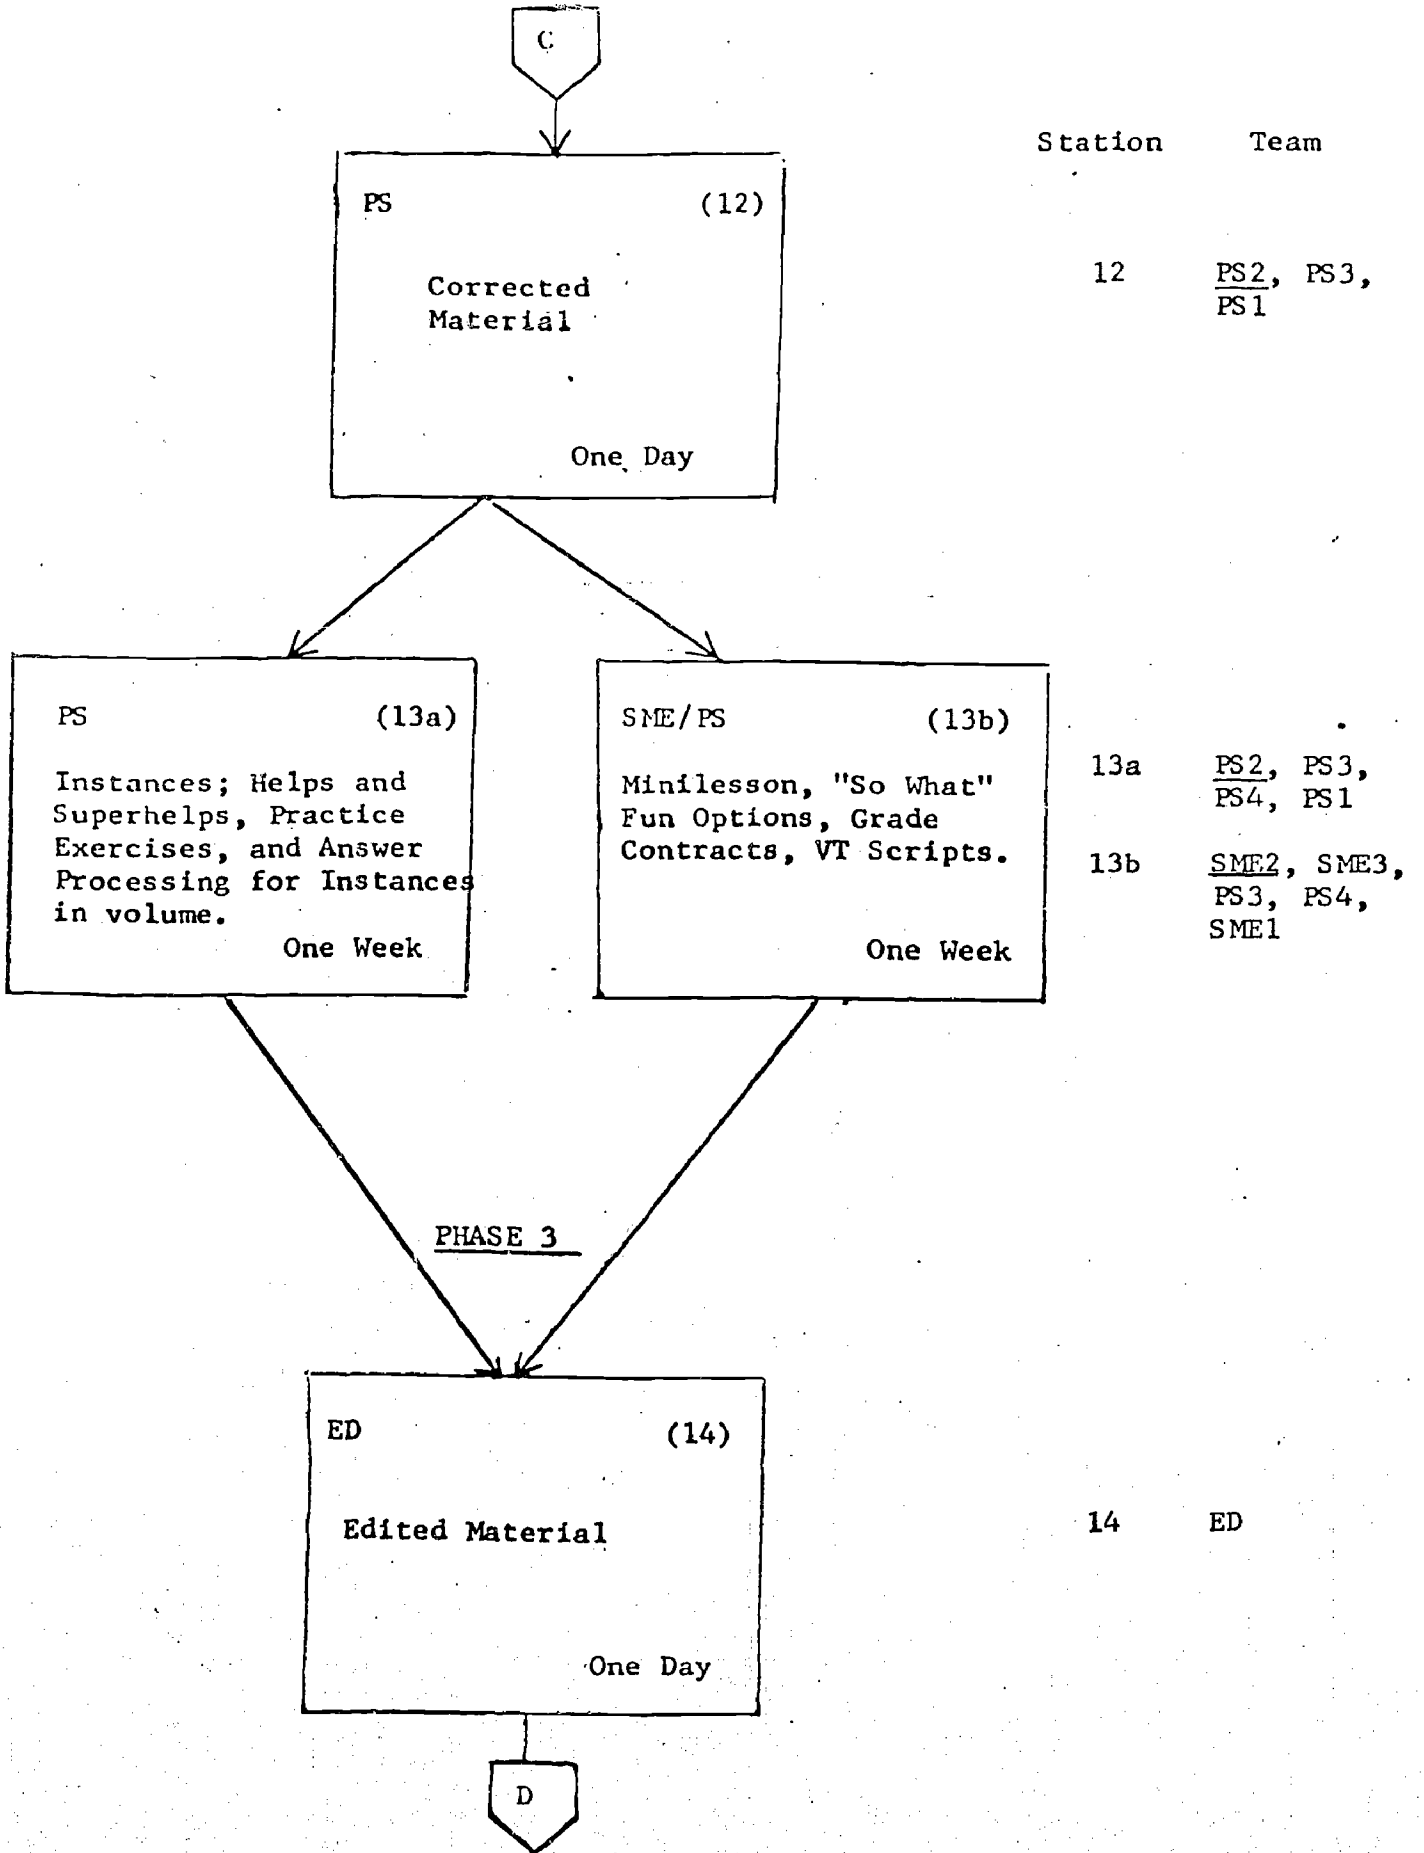 C
Station Team
PS (12)
12 PS2, PS3,
PS1
Corrected
Material
One Day
PS (13a)
Instances; Helps and
Superhelps, Practice
Exercises, and Answer
Processing for Instances
in volume.
One Week
SME/PS (13b)
Minilesson, "So What"
Fun Options, Grade
Contracts, VT Scripts.
One Week
13a PS2, PS3,
PS4, PS1
13b SME2, SME3,
PS3, PS4,
SME1
PHASE 3
ED (14)
Edited Material
One Day
14 ED
D